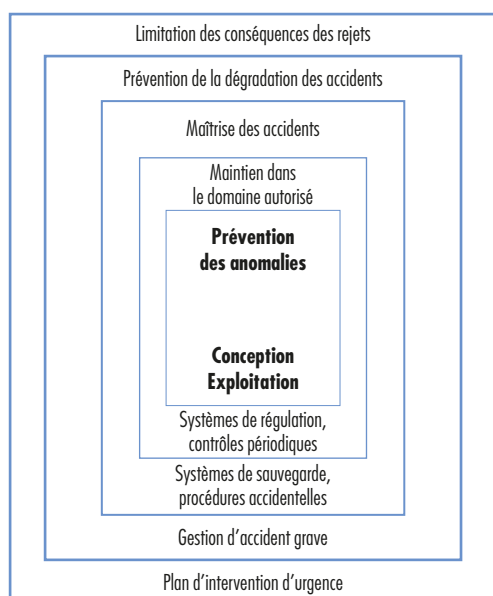 Limitation des conséquences des rejets
Prévention de la dégradation des accidents
Maîtrise des accidents
Maintien dans
le domaine autorisé
Prévention
des anomalies
Conception
Exploitation
Systèmes de régulation,
contrôles périodiques
Systèmes de sauvegarde,
procédures accidentelles
Gestion d'accident grave
Plan d'intervention d'urgence